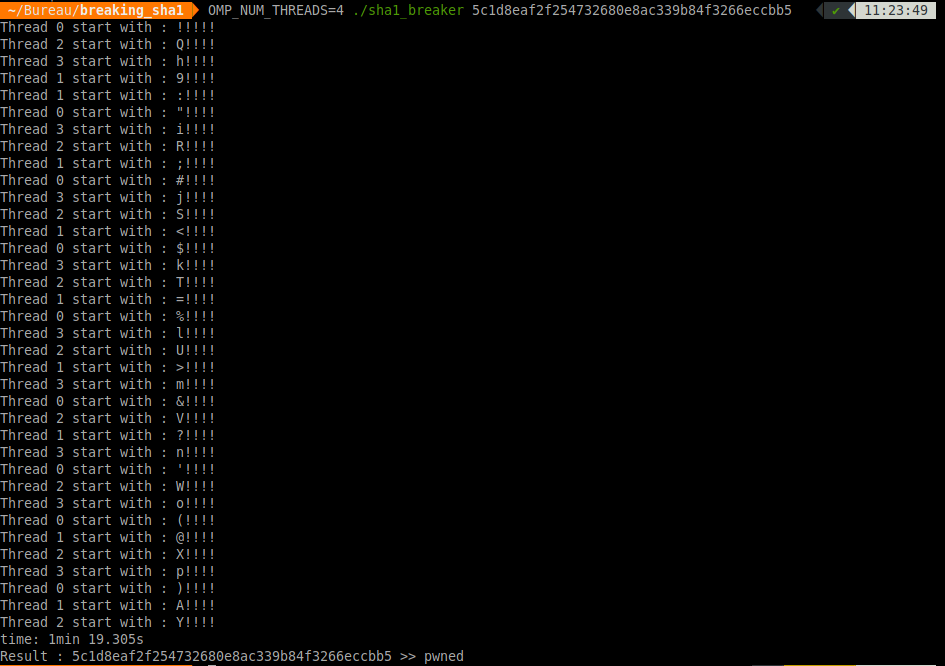 ~/Bureau/breaking_sha1 OMP_NUM_THREADS=4 ./sha1_breaker 5c1d8eaf2f254732680e8ac339b84f3266eccbb5 ✔ 11:23:49
Thread 0 start with : !!!!!
Thread 2 start with : Q!!!!
Thread 3 start with : h!!!!
Thread 1 start with : 9!!!!
Thread 1 start with : :!!!!
Thread 0 start with : "!!!!
Thread 3 start with : i!!!!
Thread 2 start with : R!!!!
Thread 1 start with : ;!!!!
Thread 0 start with : #!!!!
Thread 3 start with : j!!!!
Thread 2 start with : S!!!!
Thread 1 start with : <!!!!
Thread 0 start with : $!!!!
Thread 3 start with : k!!!!
Thread 2 start with : T!!!!
Thread 1 start with : =!!!!
Thread 0 start with : %!!!!
Thread 3 start with : l!!!!
Thread 2 start with : U!!!!
Thread 1 start with : >!!!!
Thread 3 start with : m!!!!
Thread 0 start with : &!!!!
Thread 2 start with : V!!!!
Thread 1 start with : ?!!!!
Thread 3 start with : n!!!!
Thread 0 start with : '!!!!
Thread 2 start with : W!!!!
Thread 3 start with : o!!!!
Thread 0 start with : (!!!!
Thread 1 start with : @!!!!
Thread 2 start with : X!!!!
Thread 3 start with : p!!!!
Thread 0 start with : )!!!!
Thread 1 start with : A!!!!
Thread 2 start with : Y!!!!
time: 1min 19.305s
Result : 5c1d8eaf2f254732680e8ac339b84f3266eccbb5 >> pwned